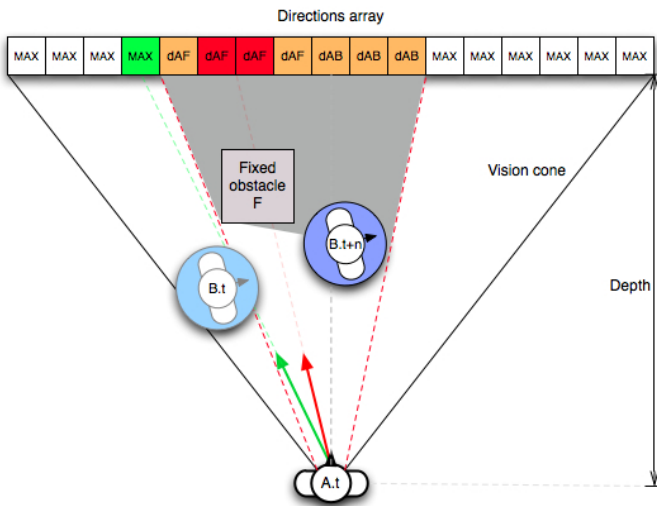 Directions array
MAX MAX MAX MAX dAF dAF dAF dAF dAB dAB dAB MAX MAX MAX MAX MAX MAX
Fixed
obstacle
F
Vision cone
B.t+n
B.t
Depth
A.t